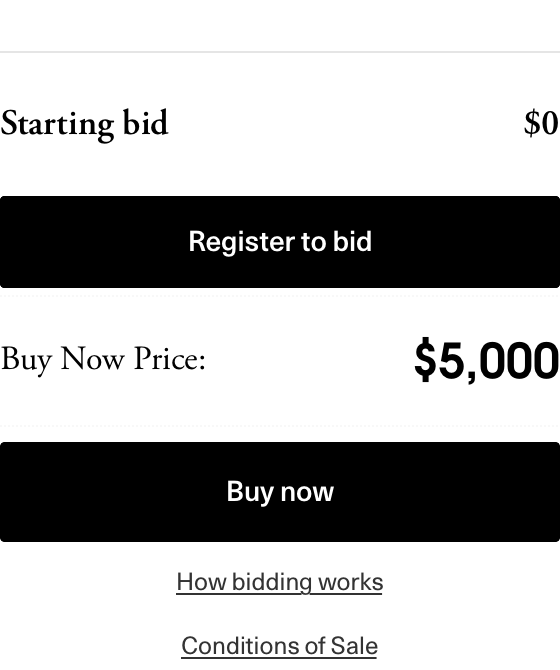 Starting bid $0
Register to bid
Buy Now Price: $5,000
Buy now
How bidding works
Conditions of Sale